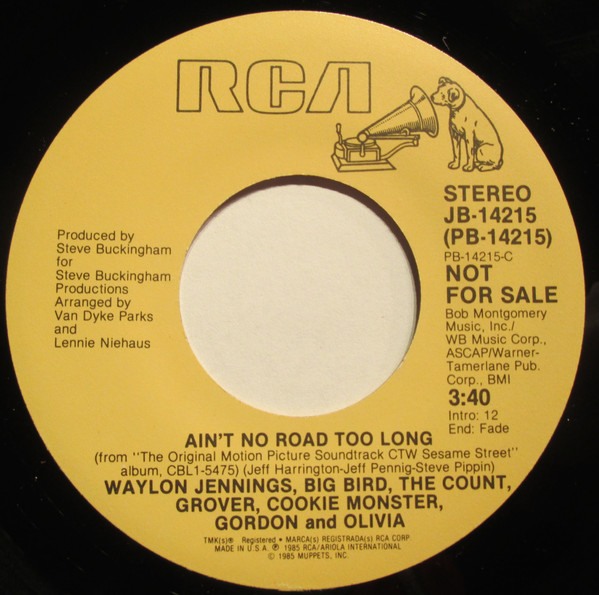 RCA
STEREO
JB-14215
(PB-14215)
PB-14215-C
NOT
FOR SALE
Bob Montgomery
Music, Inc./
WB Music Corp.,
ASCAP/Warner-
Tamerlane Pub.
Corp., BMI
3:40
Intro: 12
End: Fade
Produced by
Steve Buckingham
for
Steve Buckingham
Productions
Arranged by
Van Dyke Parks
and
Lennie Niehaus
AIN'T NO ROAD TOO LONG
(from "The Original Motion Picture Soundtrack CTW Sesame Street"
album, CBL1-5475) (Jeff Harrington-Jeff Pennig-Steve Pippin)
WAYLON JENNINGS, BIG BIRD, THE COUNT,
GROVER, COOKIE MONSTER,
GORDON and OLIVIA
TMK(s)® Registered • MARCA(s) REGISTRADA(s) RCA CORP.
MADE IN U.S.A. ℗ 1985 RCA/ARIOLA INTERNATIONAL
© 1985 MUPPETS, INC.